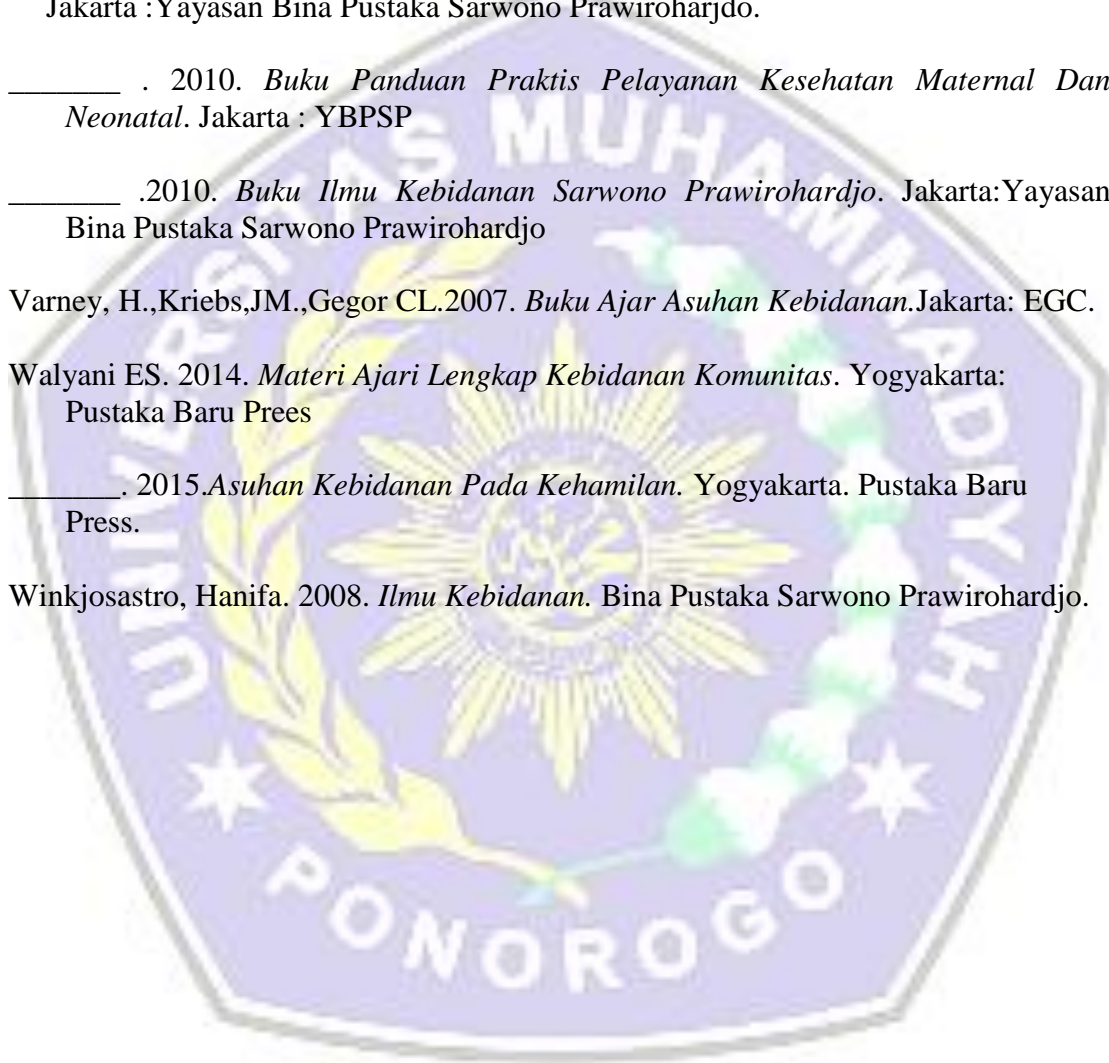 Jakarta :Yayasan Bina Pustaka Sarwono Prawiroharjdo.
_______ . 2010. Buku Panduan Praktis Pelayanan Kesehatan Maternal Dan
Neonatal. Jakarta : YBPSP
_______ .2010. Buku Ilmu Kebidanan Sarwono Prawirohardjo. Jakarta:Yayasan
Bina Pustaka Sarwono Prawirohardjo
Varney, H.,Kriebs,JM.,Gegor CL.2007. Buku Ajar Asuhan Kebidanan.Jakarta: EGC.
Walyani ES. 2014. Materi Ajari Lengkap Kebidanan Komunitas. Yogyakarta:
Pustaka Baru Prees
_______. 2015.Asuhan Kebidanan Pada Kehamilan. Yogyakarta. Pustaka Baru
Press.
Winkjosastro, Hanifa. 2008. Ilmu Kebidanan. Bina Pustaka Sarwono Prawirohardjo.
UNIVERSITAS MUHAMMADIYAH
PONOROGO